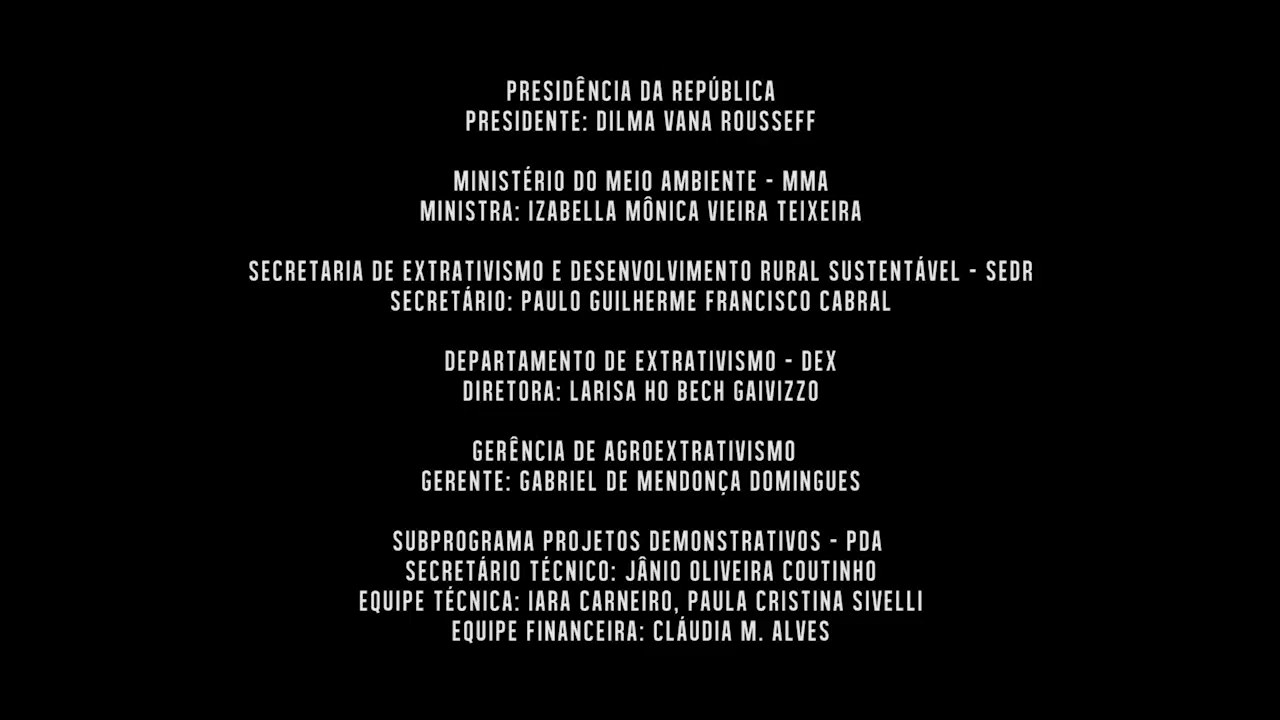 PRESIDÊNCIA DA REPÚBLICA
PRESIDENTE: DILMA VANA ROUSSEFF
MINISTÉRIO DO MEIO AMBIENTE - MMA
MINISTRA: IZABELLA MÔNICA VIEIRA TEIXEIRA
SECRETARIA DE EXTRATIVISMO E DESENVOLVIMENTO RURAL SUSTENTÁVEL - SEDR
SECRETÁRIO: PAULO GUILHERME FRANCISCO CABRAL
DEPARTAMENTO DE EXTRATIVISMO - DEX
DIRETORA: LARISA HO BECH GAIVIZZO
GERÊNCIA DE AGROEXTRATIVISMO
GERENTE: GABRIEL DE MENDONÇA DOMINGUES
SUBPROGRAMA PROJETOS DEMONSTRATIVOS - PDA
SECRETÁRIO TÉCNICO: JÂNIO OLIVEIRA COUTINHO
EQUIPE TÉCNICA: IARA CARNEIRO, PAULA CRISTINA SIVELLI
EQUIPE FINANCEIRA: CLÁUDIA M. ALVES